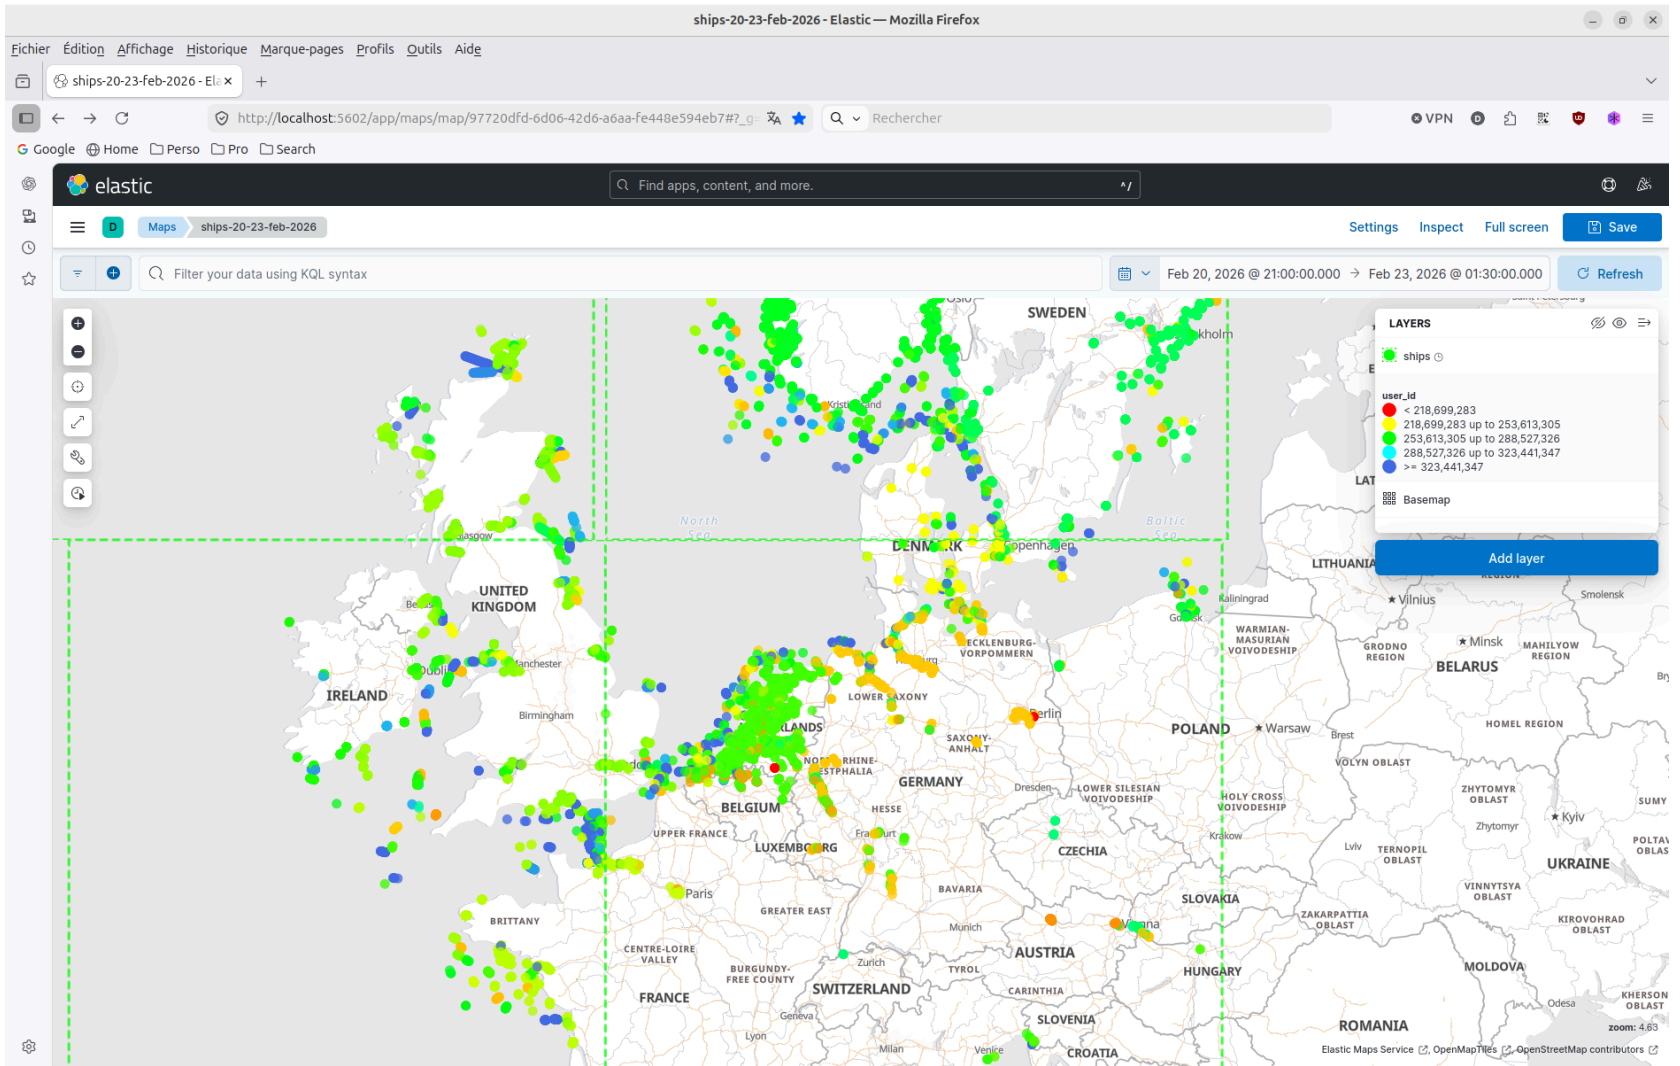 ships-20-23-feb-2026 - Elastic — Mozilla Firefox
Fichier Édition Affichage Historique Marque-pages Profils Outils Aide
ships-20-23-feb-2026 - Ela
http://localhost:5602/app/maps/map/97720dfd-6d06-42d6-a6aa-fe448e594eb7#?_g=
Rechercher
VPN
Google Home Perso Pro Search
elastic
Find apps, content, and more.
^/
D Maps ships-20-23-feb-2026
Settings Inspect Full screen Save
Filter your data using KQL syntax
Feb 20, 2026 @ 21:00:00.000 → Feb 23, 2026 @ 01:30:00.000
Refresh
LAYERS
ships
user_id
< 218,699,283
218,699,283 up to 253,613,305
253,613,305 up to 288,527,326
288,527,326 up to 323,441,347
>= 323,441,347
Basemap
Add layer
Oslo
SWEDEN
North
Sea
Baltic
Sea
DENMARK
Copenhagen
LITHUANIA
REGION
Vilnius
Smolensk
UNITED
KINGDOM
Kaliningrad
Gdansk
WARMIAN-
MASURIAN
VOIVODESHIP
Minsk
GRODNO
REGION
MAHILYOW
REGION
BELARUS
MECKLENBURG-
VORPOMMERN
Manchester
Dublin
IRELAND
LOWER SAXONY
Birmingham
Berlin
POLAND
Warsaw
Brest
HOMEL REGION
SAXONY-
ANHALT
VOLYN OBLAST
GERMANY
Dresden
LOWER SILESIAN
VOIVODESHIP
HOLY CROSS
VOIVODESHIP
ZHYTOMYR
OBLAST
SUMY
BELGIUM
HESSE
UPPER FRANCE
Frankfurt
Krakow
Zhytomyr
Kyiv
LUXEMBOURG
CZECHIA
Lviv
TERNOPIL
OBLAST
UKRAINE
Paris
BAVARIA
SLOVAKIA
VINNYTSYA
OBLAST
GREATER EAST
ZAKARPATTIA
OBLAST
KIROVOHRAD
OBLAST
BRITTANY
Munich
Vienna
CENTRE-LOIRE
VALLEY
AUSTRIA
Zurich
TYROL
HUNGARY
MOLDOVA
BURGUNDY-
FREE COUNTY
SWITZERLAND
CARINTHIA
FRANCE
Geneva
SLOVENIA
Odesa
KHERSON
OBLAST
ROMANIA
Lyon
Milan
Venice
CROATIA
zoom: 4.63
Elastic Maps Service , OpenMapTiles , OpenStreetMap contributors